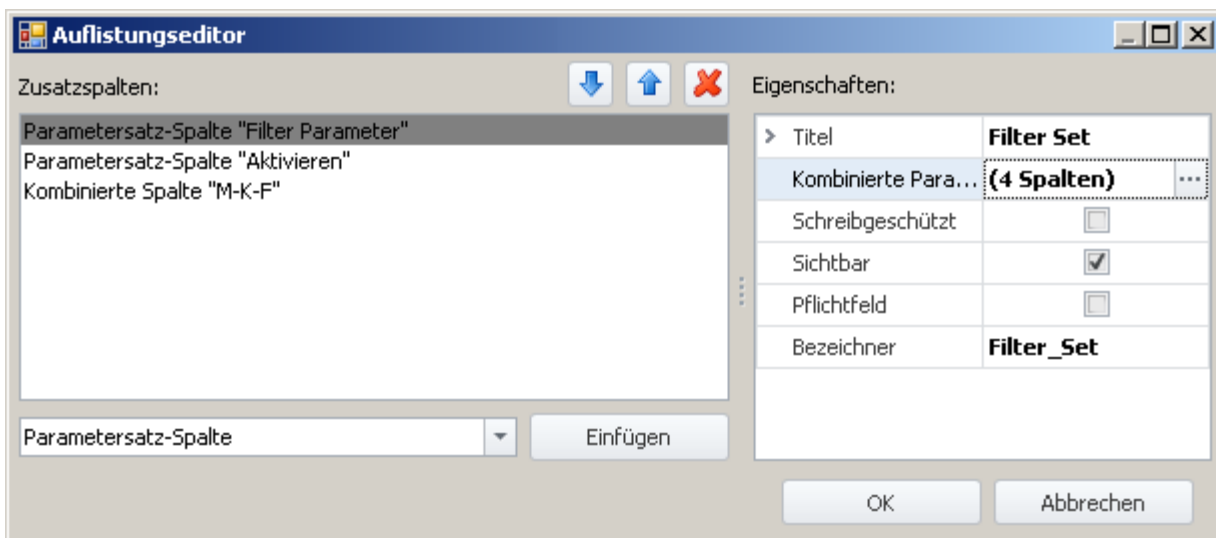 Auflistungseditor
Zusatzspalten:
Parametersatz-Spalte "Filter Parameter"
Parametersatz-Spalte "Aktivieren"
Kombinierte Spalte "M-K-F"
Parametersatz-Spalte
Einfügen
Eigenschaften:
Titel Filter Set
Kombinierte Para... (4 Spalten) ...
Schreibgeschützt
Sichtbar
Pflichtfeld
Bezeichner Filter_Set
OK Abbrechen